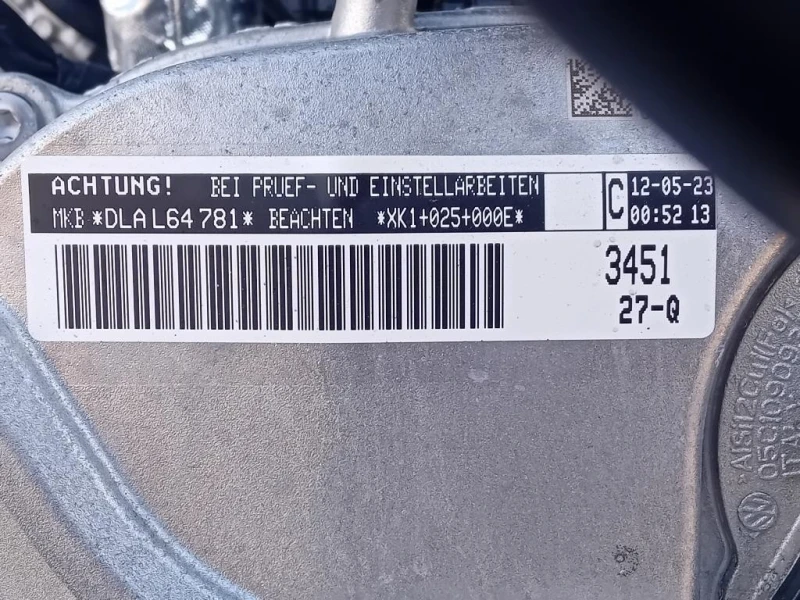 ACHTUNG! BEI PRUEF- UND EINSTELLARBEITEN
MKB *DLA L64 781* BEACHTEN *XK1+025+000E*
C
12-05-23
00:52 13
3451
27-Q